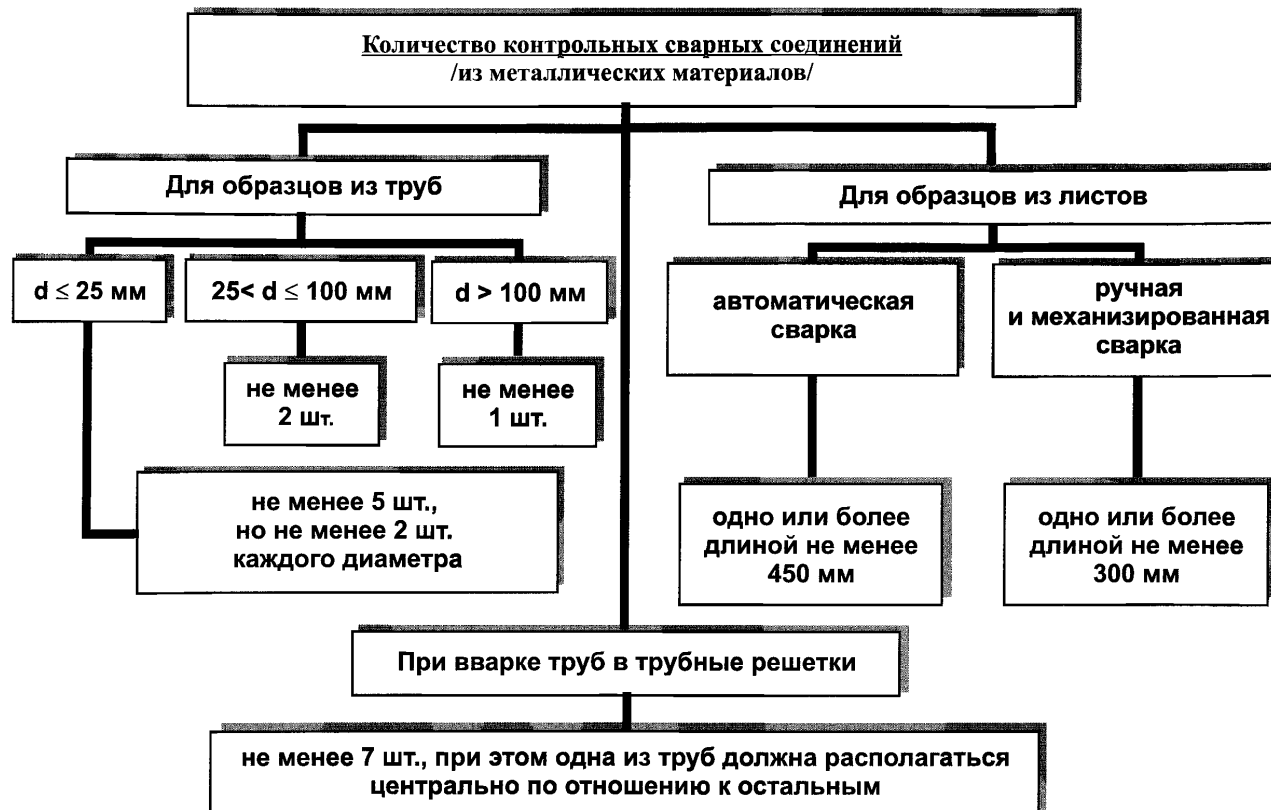 Количество контрольных сварных соединений
/из металлических материалов/
Для образцов из труб
Для образцов из листов
d ≤ 25 мм
25< d ≤ 100 мм
d > 100 мм
автоматическая
сварка
ручная
и механизированная
сварка
не менее
2 шт.
не менее
1 шт.
не менее 5 шт.,
но не менее 2 шт.
каждого диаметра
одно или более
длиной не менее
450 мм
одно или более
длиной не менее
300 мм
При вварке труб в трубные решетки
не менее 7 шт., при этом одна из труб должна располагаться
центрально по отношению к остальным